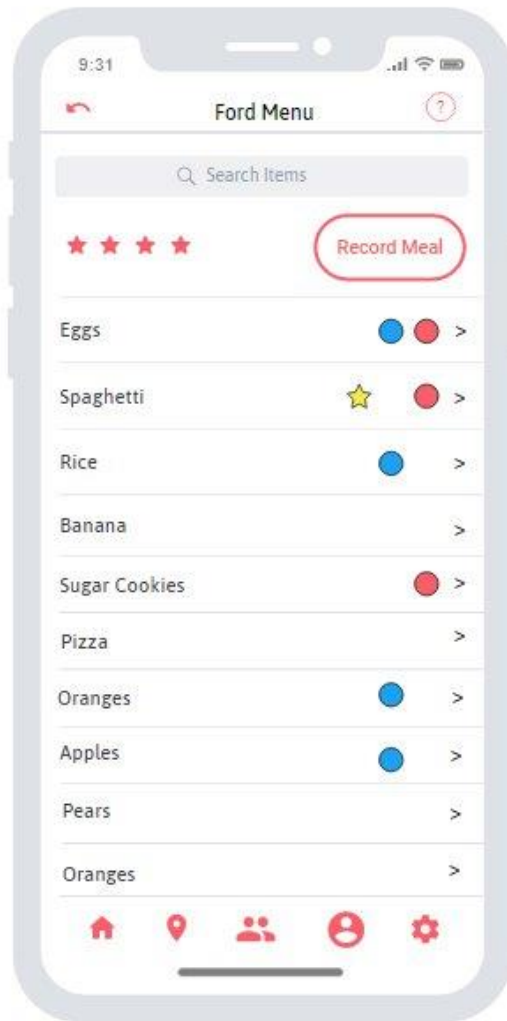 9:31
Ford Menu ?
Search Items
Record Meal
Eggs >
Spaghetti >
Rice >
Banana >
Sugar Cookies >
Pizza >
Oranges >
Apples >
Pears >
Oranges >